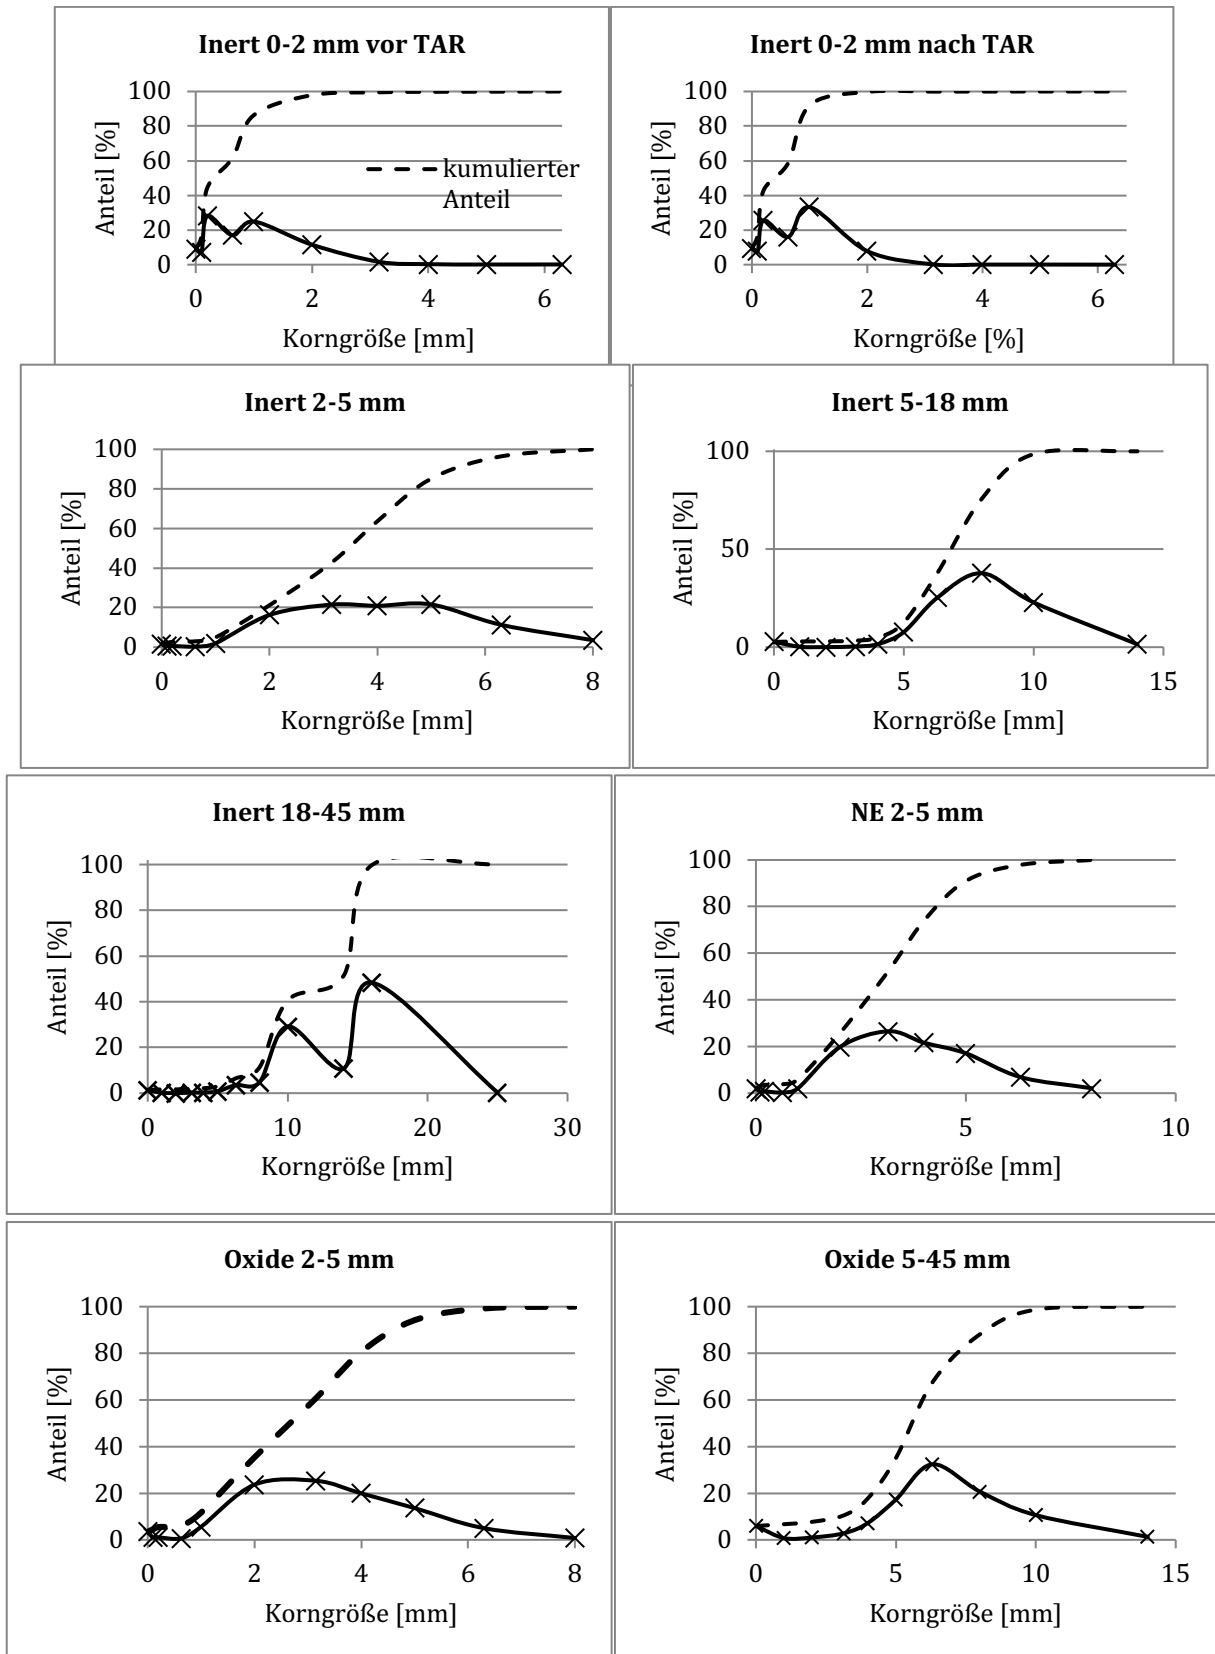 Inert 0-2 mm vor TAR
100
80
60
40
20
0
Anteil [%]
kumulierter
Anteil
0 2 4 6
Korngröße [mm]
Inert 0-2 mm nach TAR
100
80
60
40
20
0
Anteil [%]
0 2 4 6
Korngröße [%]
Inert 2-5 mm
100
80
60
40
20
0
Anteil [%]
0 2 4 6 8
Korngröße [mm]
Inert 5-18 mm
100
50
0
Anteil [%]
0 5 10 15
Korngröße [mm]
Inert 18-45 mm
100
80
60
40
20
0
Anteil [%]
0 10 20 30
Korngröße [mm]
NE 2-5 mm
100
80
60
40
20
0
Anteil [%]
0 5 10
Korngröße [mm]
Oxide 2-5 mm
100
80
60
40
20
0
Anteil [%]
0 2 4 6 8
Korngröße [mm]
Oxide 5-45 mm
100
80
60
40
20
0
Anteil [%]
0 5 10 15
Korngröße [mm]